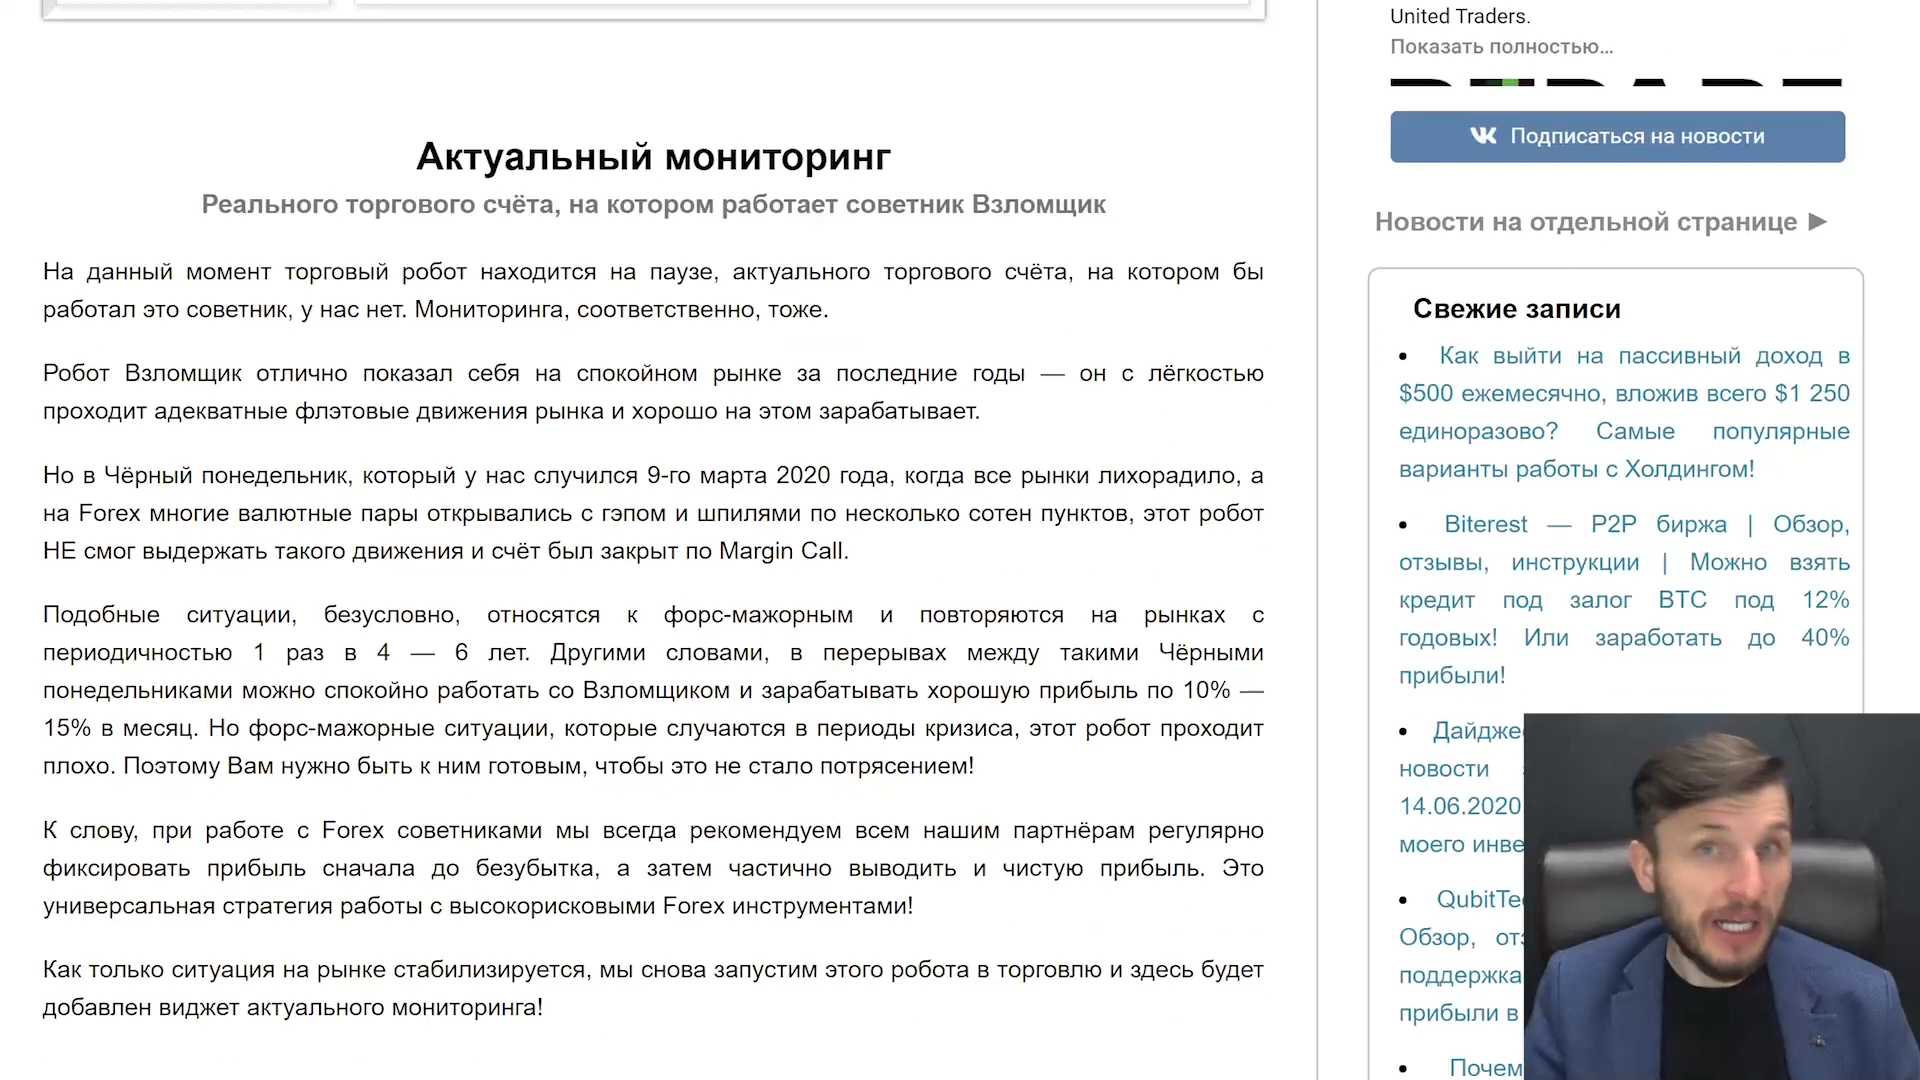 United Traders.
Показать полностью...
Подписаться на новости
Новости на отдельной странице ►
Актуальный мониторинг
Реального торгового счёта, на котором работает советник Взломщик
На данный момент торговый робот находится на паузе, актуального торгового счёта, на котором бы
работал это советник, у нас нет. Мониторинга, соответственно, тоже.
Робот Взломщик отлично показал себя на спокойном рынке за последние годы — он с лёгкостью
проходит адекватные флэтовые движения рынка и хорошо на этом зарабатывает.
Но в Чёрный понедельник, который у нас случился 9-го марта 2020 года, когда все рынки лихорадило, а
на Forex многие валютные пары открывались с гэпом и шпилями по несколько сотен пунктов, этот робот
НЕ смог выдержать такого движения и счёт был закрыт по Margin Call.
Подобные ситуации, безусловно, относятся к форс-мажорным и повторяются на рынках с
периодичностью 1 раз в 4 — 6 лет. Другими словами, в перерывах между такими Чёрными
понедельниками можно спокойно работать со Взломщиком и зарабатывать хорошую прибыль по 10% —
15% в месяц. Но форс-мажорные ситуации, которые случаются в периоды кризиса, этот робот проходит
плохо. Поэтому Вам нужно быть к ним готовым, чтобы это не стало потрясением!
К слову, при работе с Forex советниками мы всегда рекомендуем всем нашим партнёрам регулярно
фиксировать прибыль сначала до безубытка, а затем частично выводить и чистую прибыль. Это
универсальная стратегия работы с высокорисковыми Forex инструментами!
Как только ситуация на рынке стабилизируется, мы снова запустим этого робота в торговлю и здесь будет
добавлен виджет актуального мониторинга!
Свежие записи
• Как выйти на пассивный доход в
$500 ежемесячно, вложив всего $1 250
единоразово? Самые популярные
варианты работы с Холдингом!
• Biterest — P2P биржа | Обзор,
отзывы, инструкции | Можно взять
кредит под залог BTC под 12%
годовых! Или заработать до 40%
прибыли!
• Дайдже
новости
14.06.2020
моего инве
• QubitTe
Обзор, от
поддержка
прибыли в
• Почем